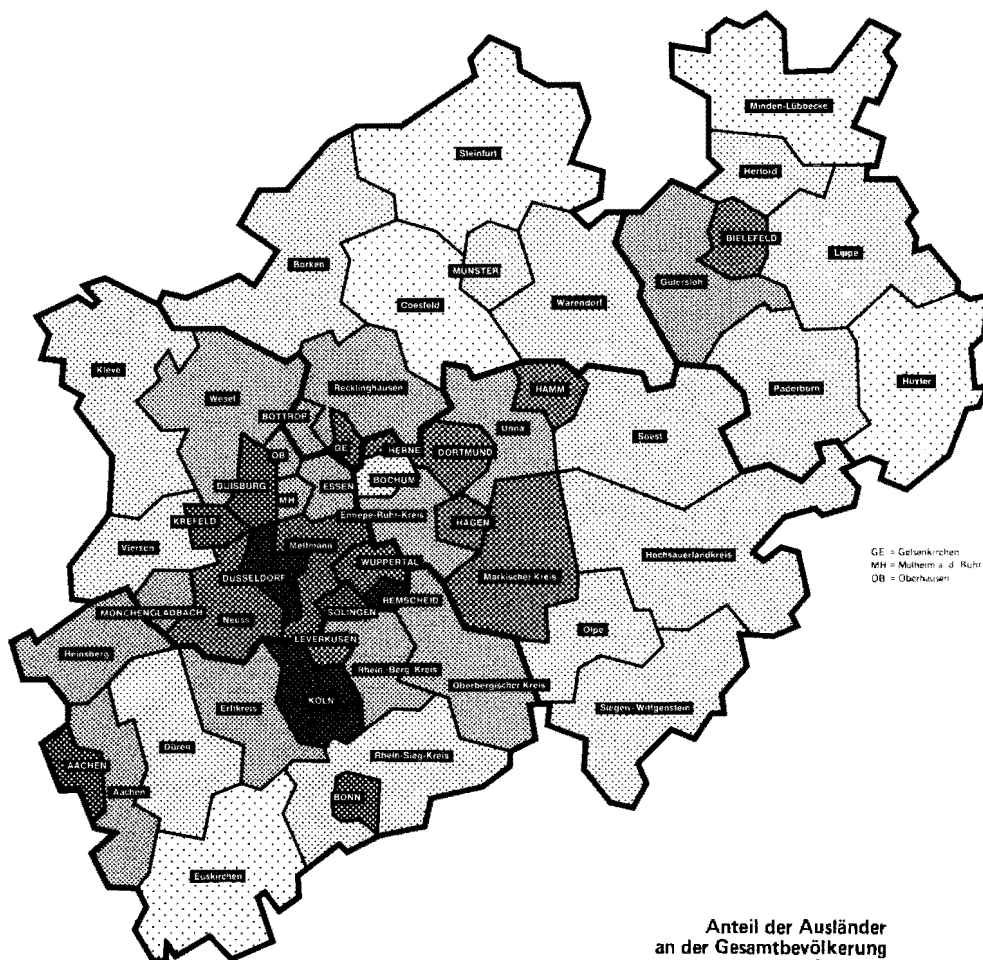 Minden-Lübbecke
Steinfurt
Herford
BIELEFELD
Borken
MÜNSTER
Lippe
Gütersloh
Coesfeld
Warendorf
Kleve
Höxter
Recklinghausen
HAMM
Paderborn
Wesel
BOTTROP
Unna
Soest
GE
HERNE
OB
DORTMUND
DUISBURG
ESSEN
BOCHUM
MH
KREFELD
Ennepe-Ruhr-Kreis
HAGEN
Viersen
Mettmann
Hochsauerlandkreis
GE = Gelsenkirchen
MH = Mülheim a. d. Ruhr
OB = Oberhausen
WUPPERTAL
DÜSSELDORF
Märkischer Kreis
REMSCHEID
MÖNCHENGLADBACH
SOLINGEN
Neuss
Olpe
LEVERKUSEN
Heinsberg
Rhein.-Berg. Kreis
Oberbergischer Kreis
Erftkreis
KÖLN
Siegen-Wittgenstein
Düren
Rhein-Sieg-Kreis
AACHEN
Aachen
BONN
Euskirchen
Anteil der Ausländer
an der Gesamtbevölkerung